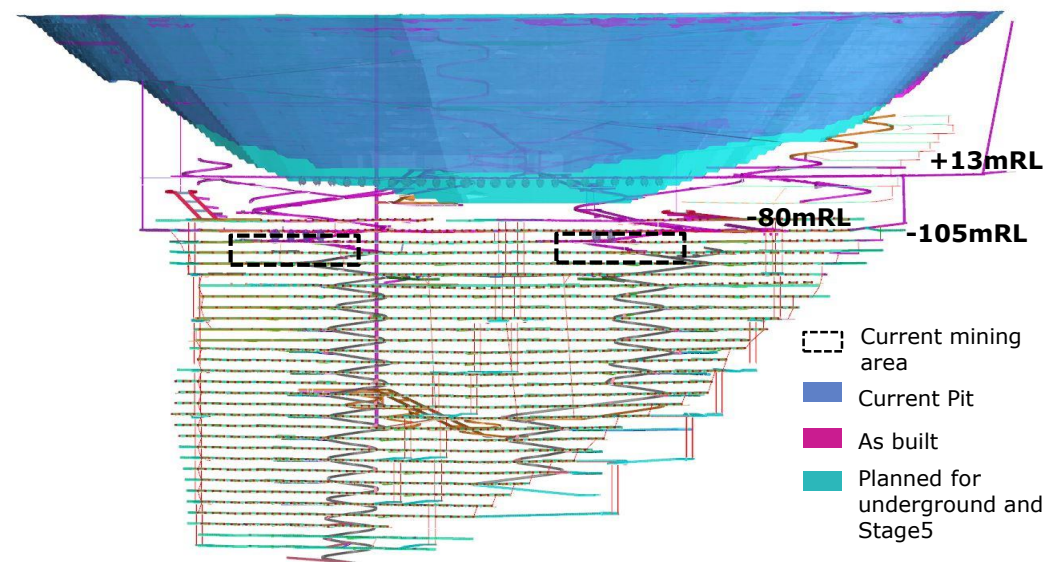 +13mRL
-80mRL
-105mRL
Current mining
area
Current Pit
As built
Planned for
underground and
Stage5